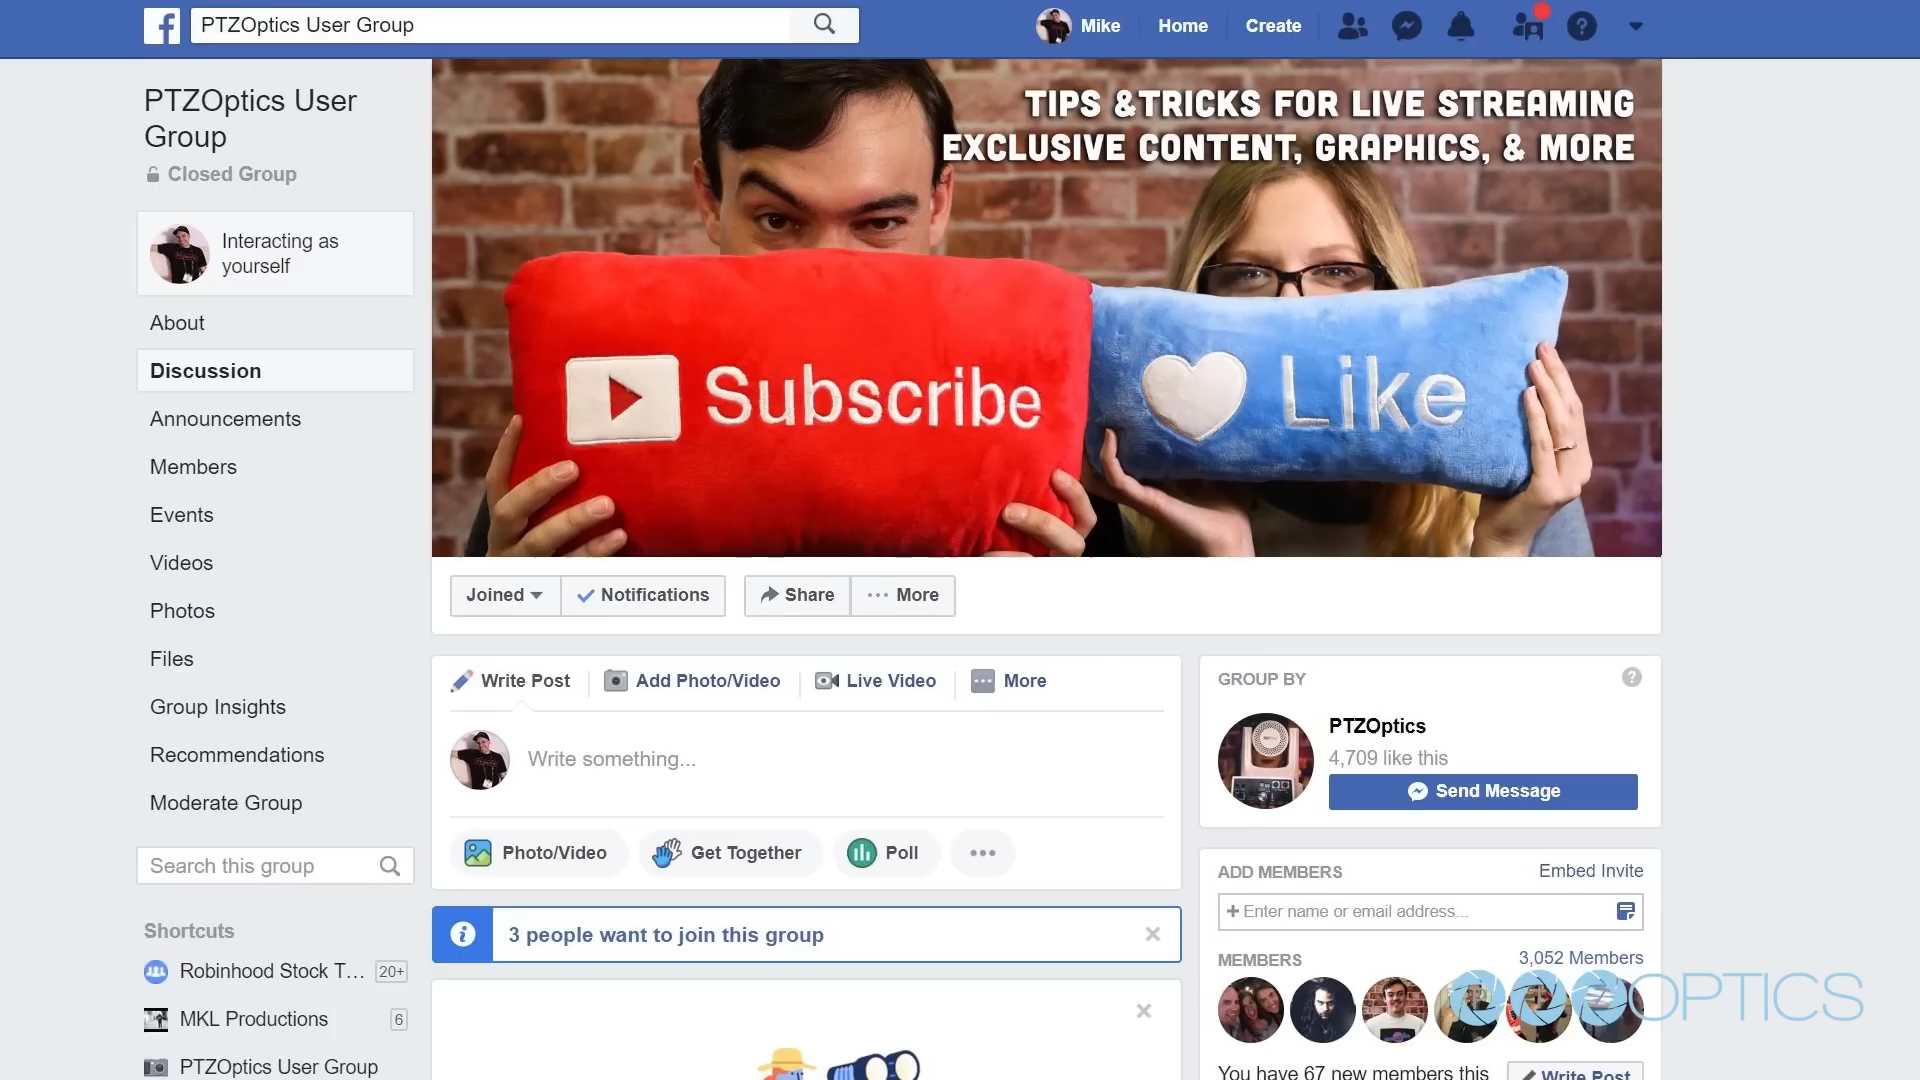 PTZOptics User Group
Mike
Home
Create
PTZOptics User
Group
Closed Group
Interacting as
yourself
About
Discussion
Announcements
Members
Events
Videos
Photos
Files
Group Insights
Recommendations
Moderate Group
Search this group
Shortcuts
Robinhood Stock T... 20+
MKL Productions 6
PTZOptics User Group
TIPS &TRICKS FOR LIVE STREAMING
EXCLUSIVE CONTENT, GRAPHICS, & MORE
Subscribe
Like
Joined
Notifications
Share
More
Write Post
Add Photo/Video
Live Video
More
Write something...
Photo/Video
Get Together
Poll
3 people want to join this group
GROUP BY
PTZOptics
4,709 like this
Send Message
ADD MEMBERS
Embed Invite
+ Enter name or email address...
MEMBERS
3,052 Members
OPTICS
You have 67 new members this
Write Post